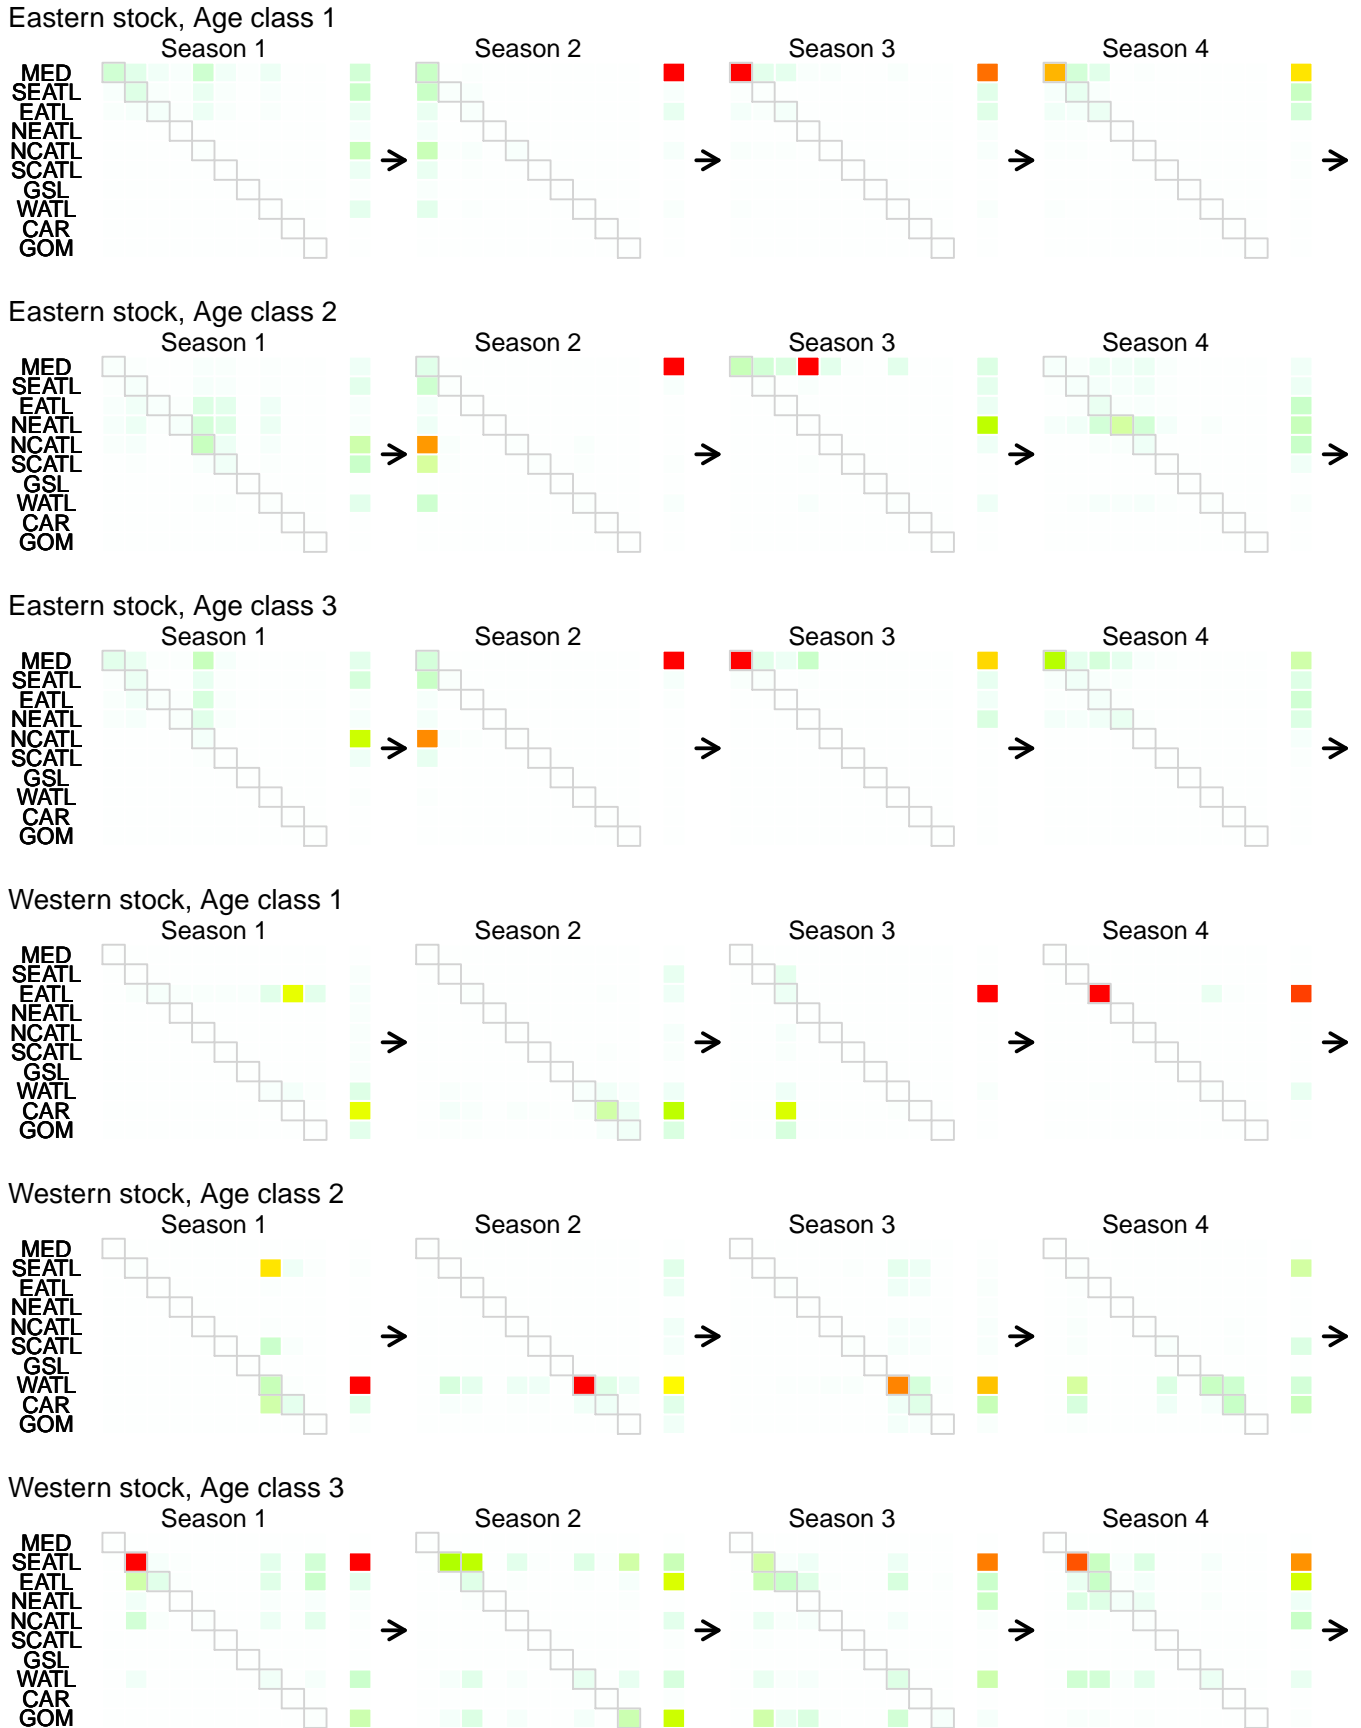 Eastern stock, Age class 1
Season 1 Season 2 Season 3 Season 4
MED
SEATL
EATL
NEATL
NCATL
SCATL
GSL
WATL
CAR
GOM
Eastern stock, Age class 2
Season 1 Season 2 Season 3 Season 4
MED
SEATL
EATL
NEATL
NCATL
SCATL
GSL
WATL
CAR
GOM
Eastern stock, Age class 3
Season 1 Season 2 Season 3 Season 4
MED
SEATL
EATL
NEATL
NCATL
SCATL
GSL
WATL
CAR
GOM
Western stock, Age class 1
Season 1 Season 2 Season 3 Season 4
MED
SEATL
EATL
NEATL
NCATL
SCATL
GSL
WATL
CAR
GOM
Western stock, Age class 2
Season 1 Season 2 Season 3 Season 4
MED
SEATL
EATL
NEATL
NCATL
SCATL
GSL
WATL
CAR
GOM
Western stock, Age class 3
Season 1 Season 2 Season 3 Season 4
MED
SEATL
EATL
NEATL
NCATL
SCATL
GSL
WATL
CAR
GOM